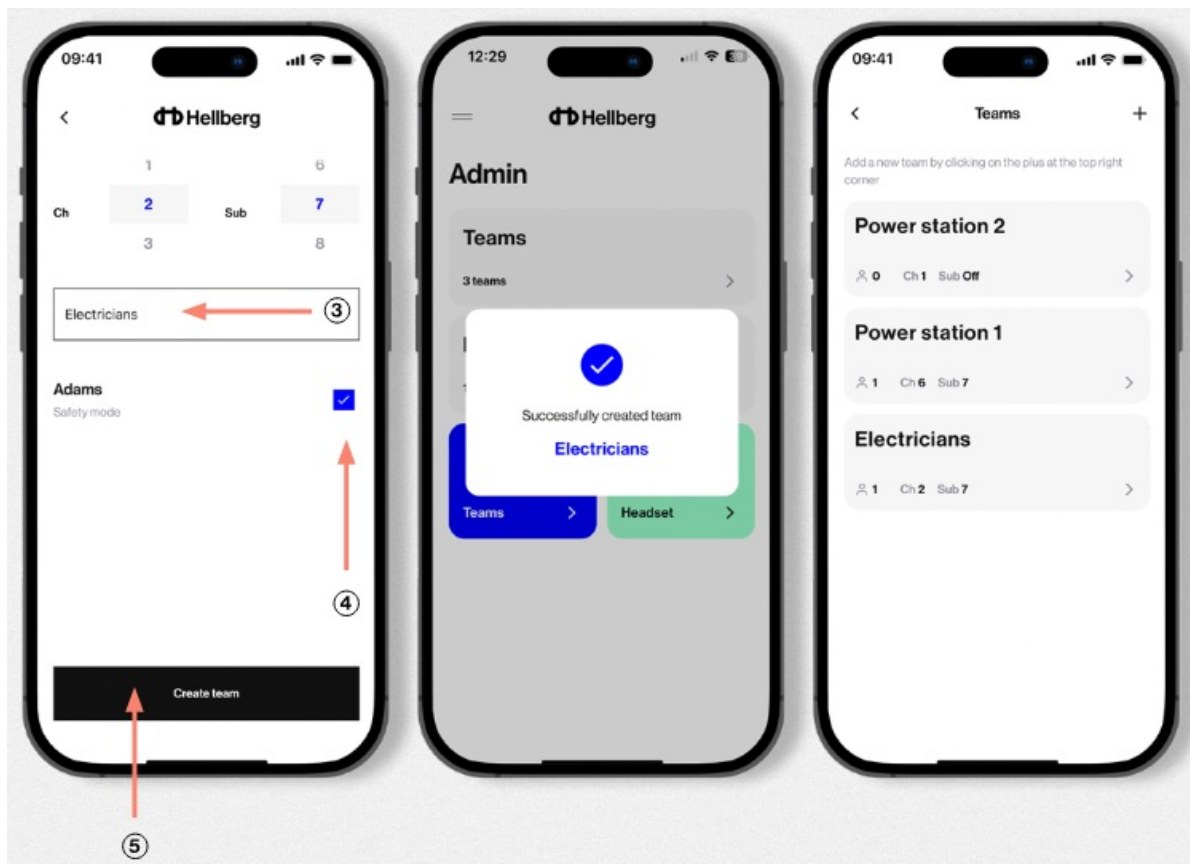 09:41
Hellberg
1 6
Ch 2 Sub 7
3 8
Electricians
③
Adams
Safety mode
④
Create team
⑤
12:29
Hellberg
Admin
Teams
3 teams
Successfully created team
Electricians
Teams
Headset
09:41
Teams +
Add a new team by clicking on the plus at the top right
corner
Power station 2
0 Ch 1 Sub Off
Power station 1
1 Ch 6 Sub 7
Electricians
1 Ch 2 Sub 7